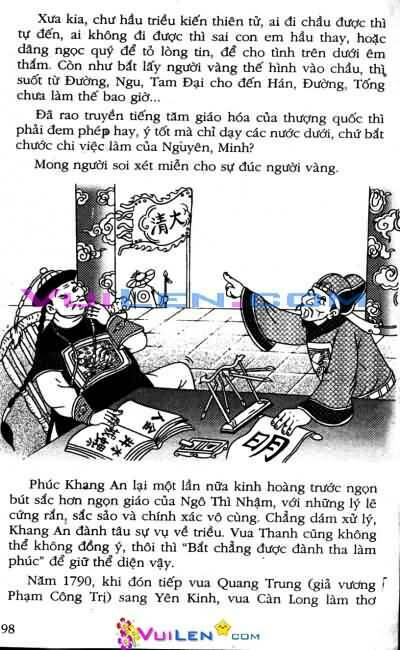 Xưa kia, chư hầu triều kiến thiên tử, ai đi chầu được thì
tự đến, ai không đi được thì sai con em hầu thay, hoặc
dâng ngọc quý để tỏ lòng tin, để cho tình trên dưới êm
thấm. Còn như bắt lấy người vàng thế hình vào chầu, thì
suốt từ Đường, Ngu, Tam Đại cho đến Hán, Đường, Tống
chưa làm thế bao giờ...
Đã rao truyền tiếng tăm giáo hóa của thượng quốc thì
phải đem phép hay, ý tốt mà chỉ dạy các nước dưới, chứ bắt
chước chi việc làm của Nguyên, Minh?
Mong người soi xét miễn cho sự đúc người vàng.
清大
VUILEN.COM
明
Phúc Khang An lại một lần nữa kinh hoàng trước ngọn
bút sắc hơn ngọn giáo của Ngô Thì Nhậm, với những lý lẽ
cứng rắn, sắc sảo và chính xác vô cùng. Chẳng dám xử lý,
Khang An đành tâu sự vụ về triều. Vua Thanh cũng không
thể không đồng ý, thôi thì "Bất chẳng được đành tha làm
phúc" để giữ thể diện vậy.
Năm 1790, khi đón tiếp vua Quang Trung (giả vương
Phạm Công Trị) sang Yên Kinh, vua Càn Long làm thơ
98
VUILEN.COM